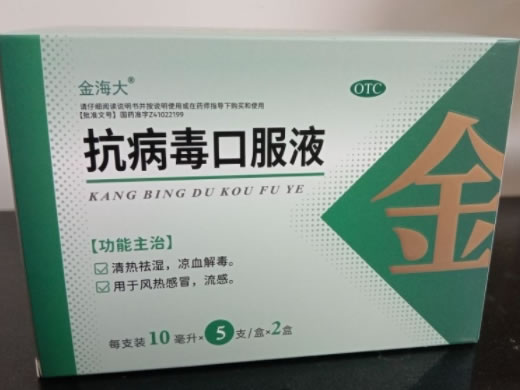 金海大®
OTC
请仔细阅读说明书并按说明使用或在药师指导下购买和使用
【批准文号】国药准字Z41022199
抗病毒口服液
KANG BING DU KOU FU YE
金
【功能主治】
清热祛湿，凉血解毒。
用于风热感冒，流感。
每支装10毫升×5支/盒×2盒